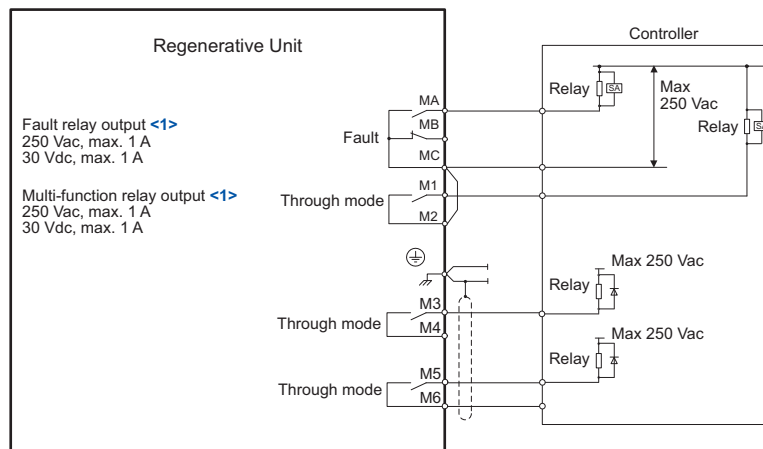 Regenerative Unit
Controller
Fault relay output <1>
250 Vac, max. 1 A
30 Vdc, max. 1 A
Multi-function relay output <1>
250 Vac, max. 1 A
30 Vdc, max. 1 A
Fault
MA
MB
MC
Through mode
M1
M2
Through mode
M3
M4
Through mode
M5
M6
Relay
SA
Max
250 Vac
Relay
Max 250 Vac
Relay
Max 250 Vac
Relay